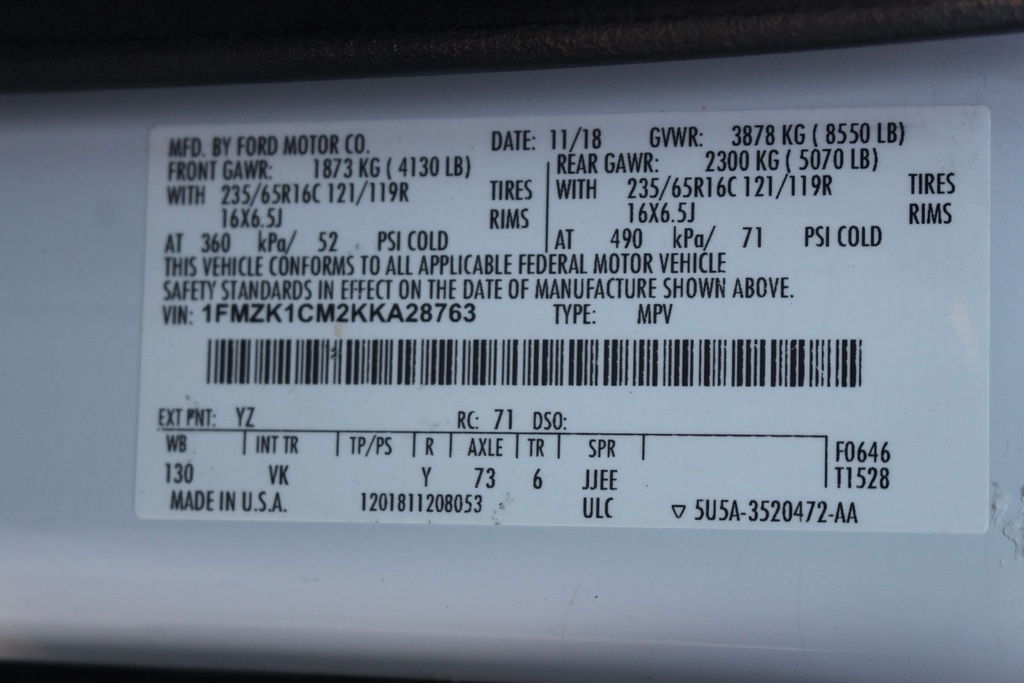 MFD. BY FORD MOTOR CO. DATE: 11/18 GVWR: 3878 KG ( 8550 LB)
FRONT GAWR: 1873 KG ( 4130 LB) REAR GAWR: 2300 KG ( 5070 LB)
WITH 235/65R16C 121/119R TIRES WITH 235/65R16C 121/119R TIRES
16X6.5J RIMS 16X6.5J RIMS
AT 360 kPa/ 52 PSI COLD AT 490 kPa/ 71 PSI COLD
THIS VEHICLE CONFORMS TO ALL APPLICABLE FEDERAL MOTOR VEHICLE
SAFETY STANDARDS IN EFFECT ON THE DATE OF MANUFACTURE SHOWN ABOVE.
VIN: 1FMZK1CM2KKA28763 TYPE: MPV
EXT PNT: YZ RC: 71 DSO:
WB INT TR TP/PS R AXLE TR SPR F0646
130 VK Y 73 6 JJEE T1528
MADE IN U.S.A. 1201811208053 ULC ▽ 5U5A-3520472-AA